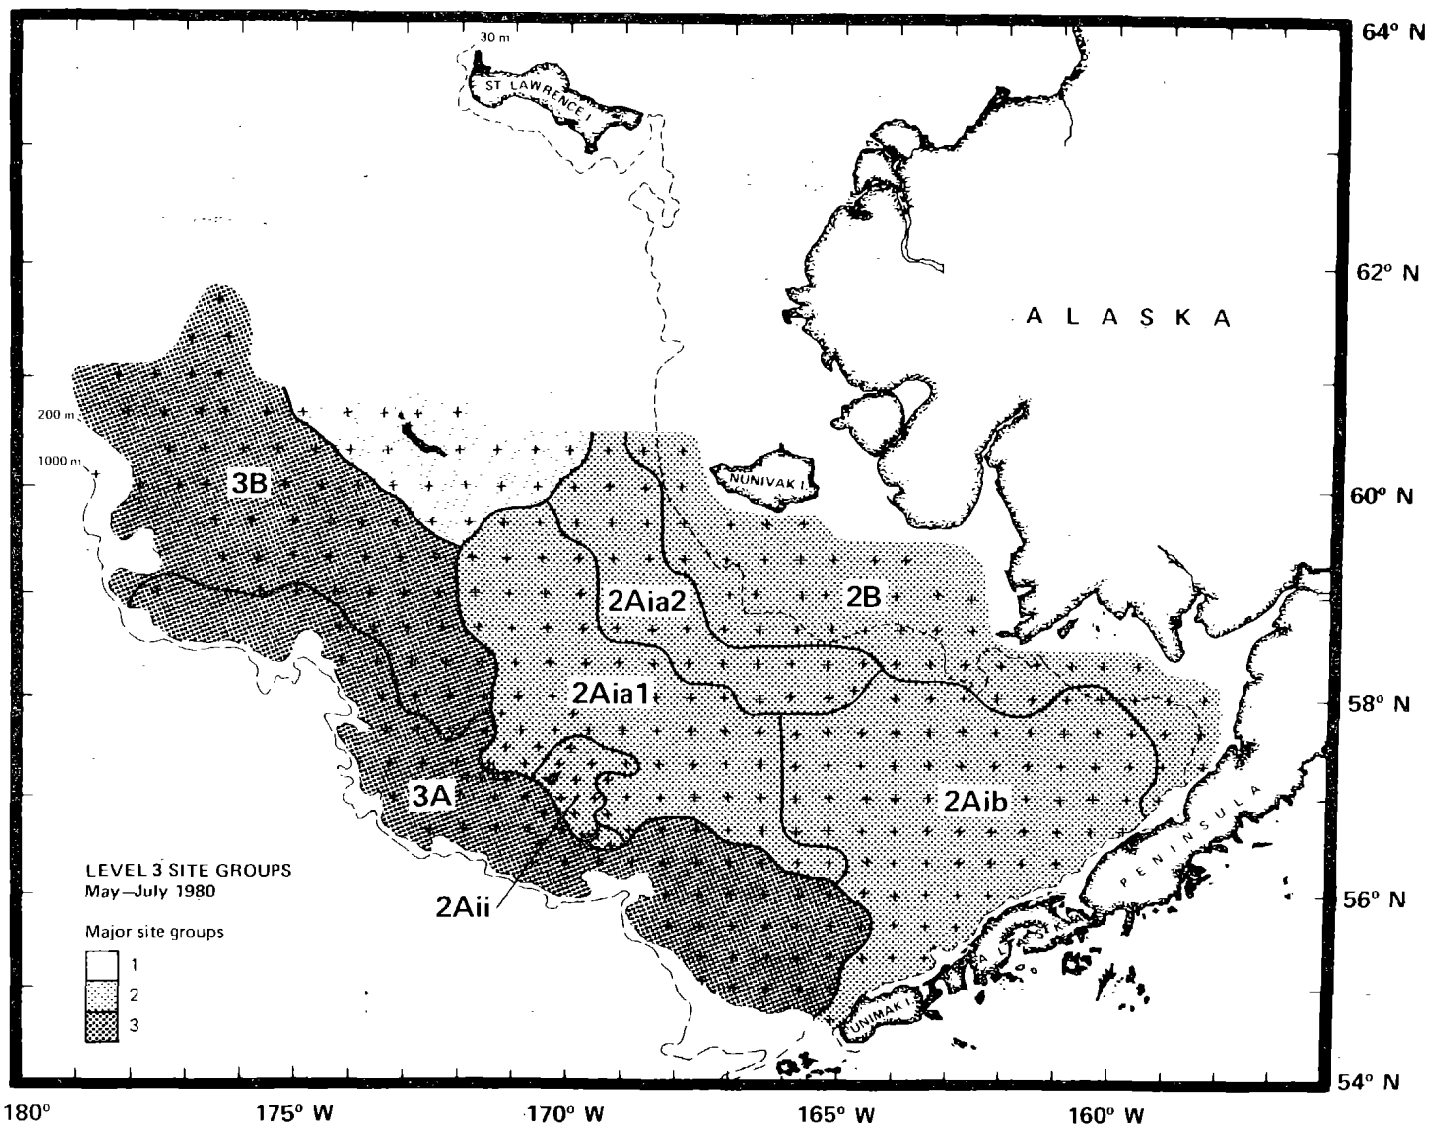 64° N
30 m
ST LAWRENCE I
62° N
A L A S K A
200 m
1000 m
3B
NUNIVAK I.
60° N
2Aia2
2B
2Aia1
58° N
3A
2Aib
PENINSULA
LEVEL 3 SITE GROUPS
May—July 1980
2Aii
56° N
Major site groups
1
2
3
ALASKA
UNIMAK I
54° N
180°
175° W
170° W
165° W
160° W